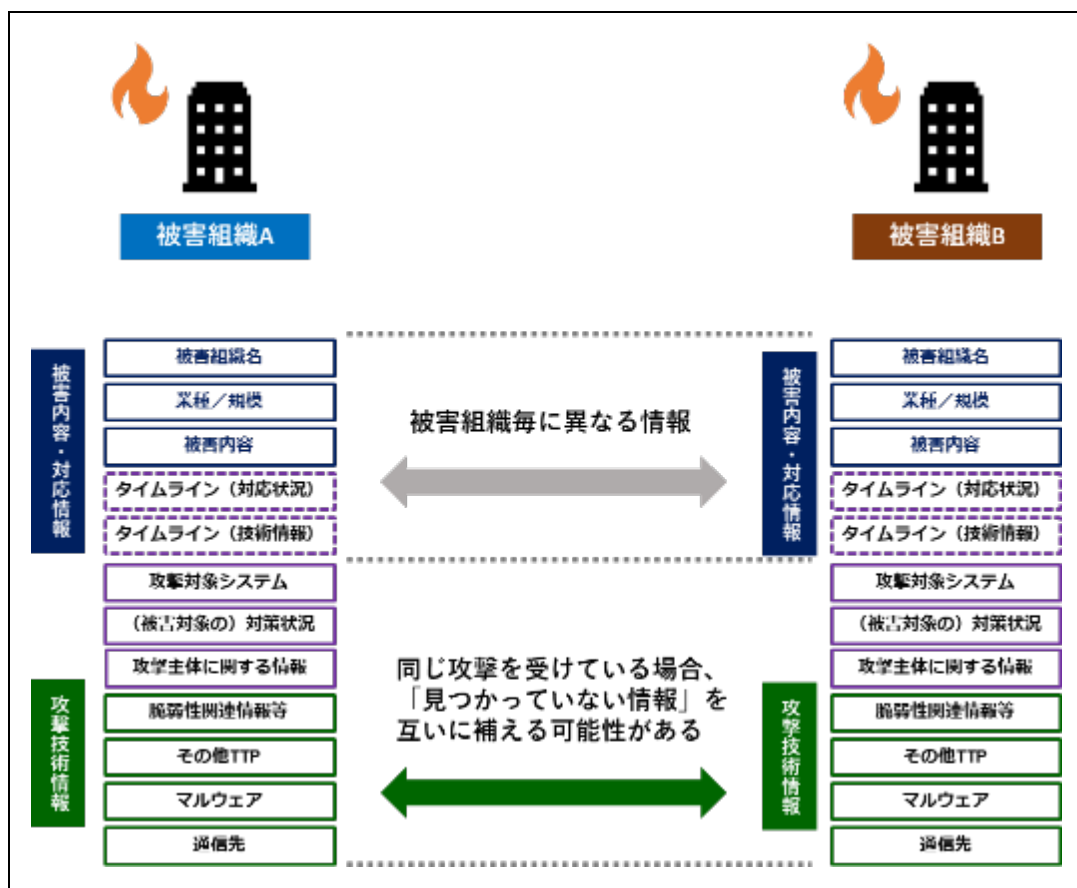 被害組織A
被害組織B
被害内容・対応情報
被害組織名
業種／規模
被害内容
タイムライン（対応状況）
タイムライン（技術情報）
攻撃対象システム
（被害対象の）対策状況
攻撃主体に関する情報
攻撃技術情報
脆弱性関連情報等
その他TTP
マルウェア
通信先
被害組織毎に異なる情報
同じ攻撃を受けている場合、
「見つかっていない情報」を
互いに補える可能性がある
被害内容・対応情報
被害組織名
業種／規模
被害内容
タイムライン（対応状況）
タイムライン（技術情報）
攻撃対象システム
（被害対象の）対策状況
攻撃主体に関する情報
攻撃技術情報
脆弱性関連情報等
その他TTP
マルウェア
通信先